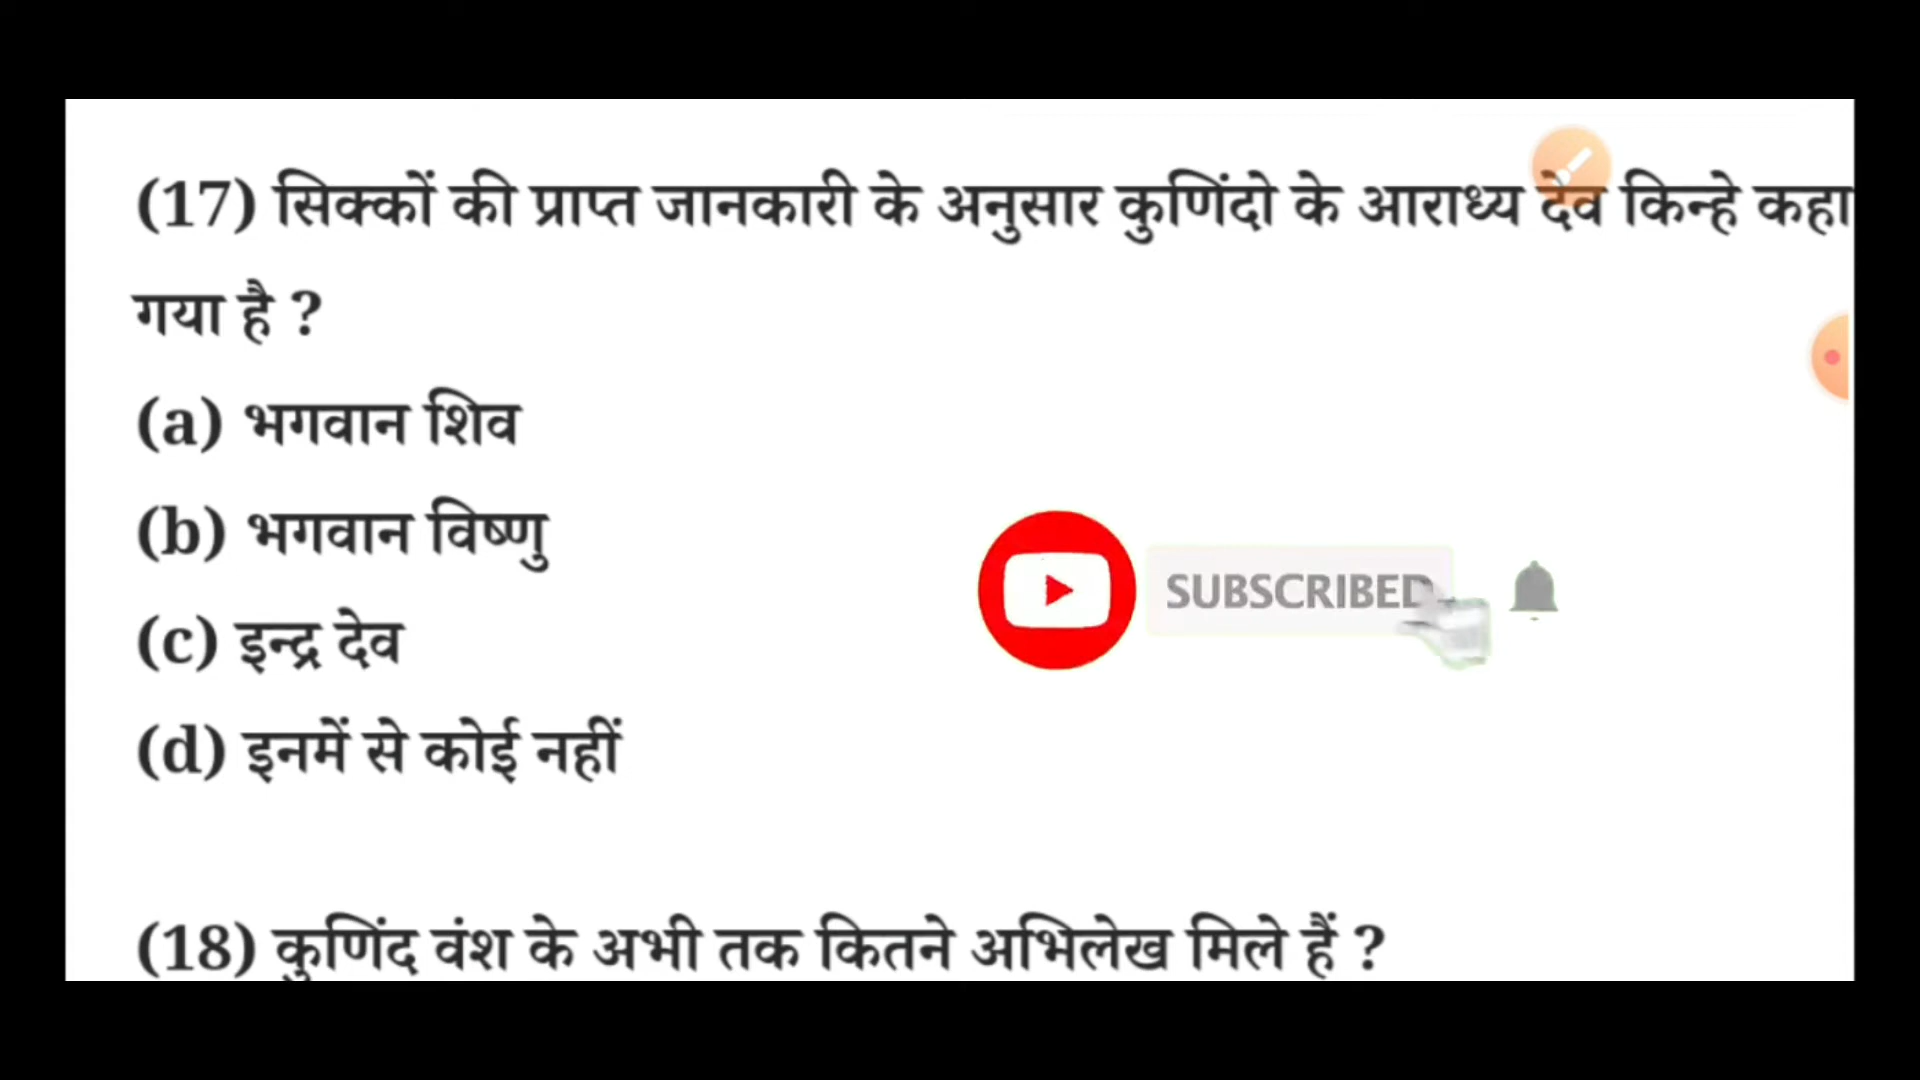 (17) सिक्कों की प्राप्त जानकारी के अनुसार कुणिंदो के आराध्य देव किन्हे कहा
गया है ?
(a) भगवान शिव
(b) भगवान विष्णु
SUBSCRIBED
(c) इन्द्र देव
(d) इनमें से कोई नहीं
(18) कुणिंद वंश के अभी तक कितने अभिलेख मिले हैं ?